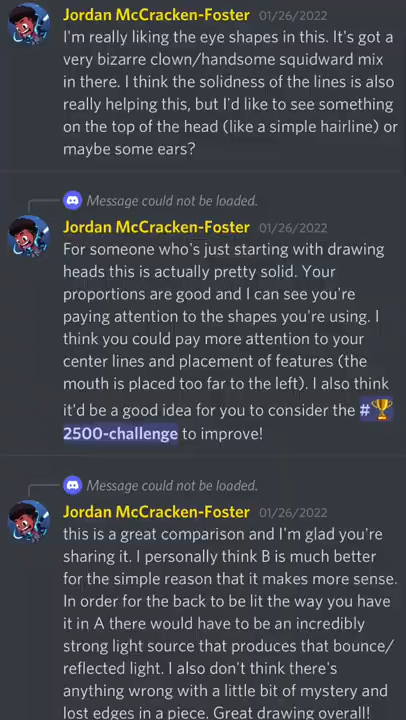 Jordan McCracken-Foster 01/26/2022
I'm really liking the eye shapes in this. It's got a
very bizarre clown/handsome squidward mix
in there. I think the solidness of the lines is also
really helping this, but I'd like to see something
on the top of the head (like a simple hairline) or
maybe some ears?
Message could not be loaded.
Jordan McCracken-Foster 01/26/2022
For someone who's just starting with drawing
heads this is actually pretty solid. Your
proportions are good and I can see you're
paying attention to the shapes you're using. I
think you could pay more attention to your
center lines and placement of features (the
mouth is placed too far to the left). I also think
it'd be a good idea for you to consider the #🏆
2500-challenge to improve!
Message could not be loaded.
Jordan McCracken-Foster 01/26/2022
this is a great comparison and I'm glad you're
sharing it. I personally think B is much better
for the simple reason that it makes more sense.
In order for the back to be lit the way you have
it in A there would have to be an incredibly
strong light source that produces that bounce/
reflected light. I also don't think there's
anything wrong with a little bit of mystery and
lost edges in a piece. Great drawing overall!